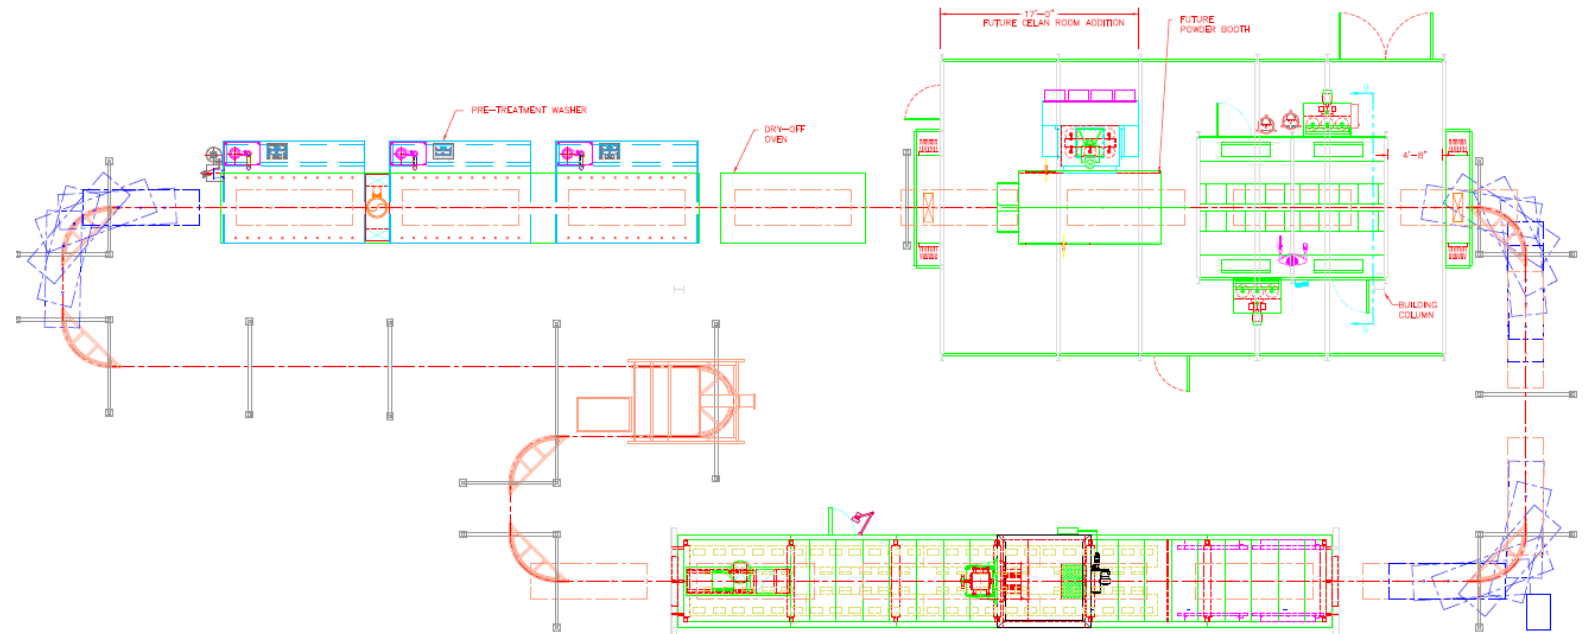 17'-0"
FUTURE CELAN ROOM ADDITION
FUTURE
POWDER BOOTH
PRE-TREATMENT WASHER
DRY-OFF
OVEN
4'-8"
BUILDING
COLUMN